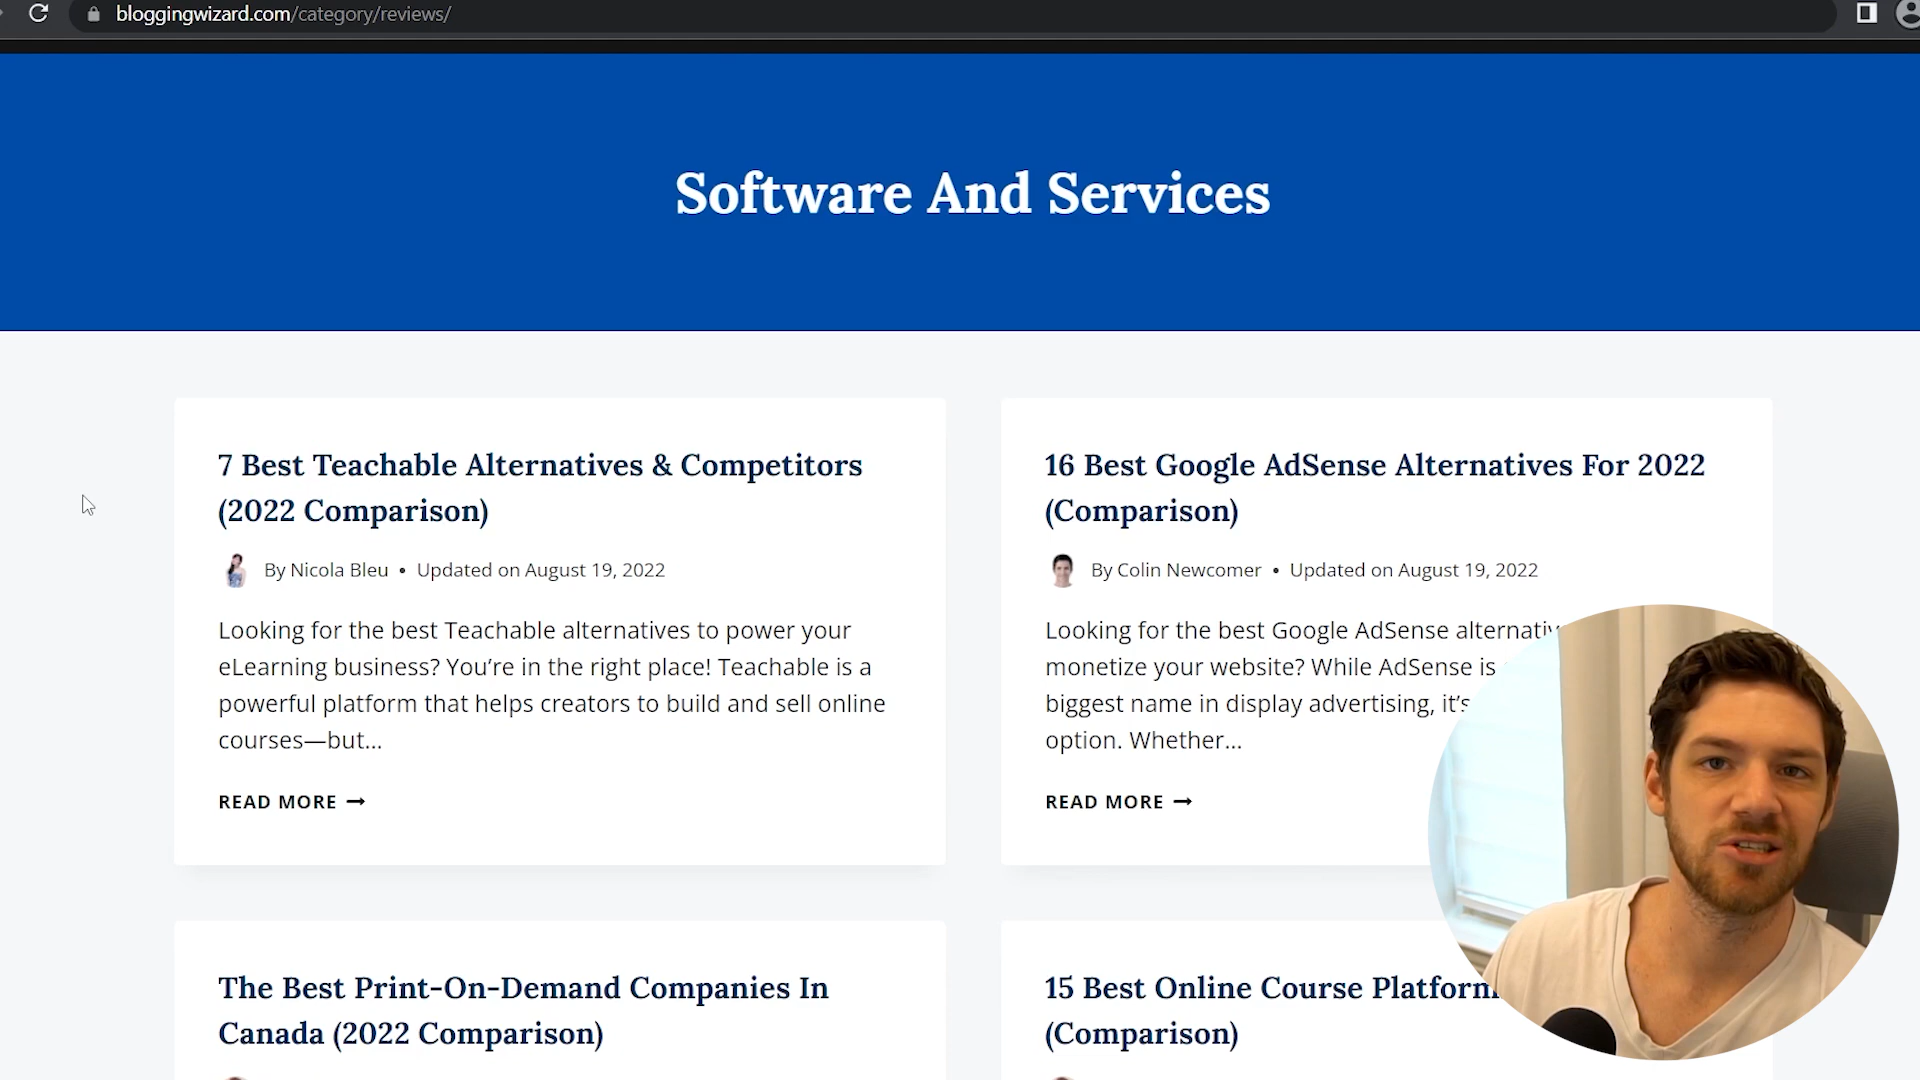 bloggingwizard.com/category/reviews/
Software And Services
7 Best Teachable Alternatives & Competitors
(2022 Comparison)
By Nicola Bleu • Updated on August 19, 2022
Looking for the best Teachable alternatives to power your
eLearning business? You’re in the right place! Teachable is a
powerful platform that helps creators to build and sell online
courses—but...
READ MORE
16 Best Google AdSense Alternatives For 2022
(Comparison)
By Colin Newcomer • Updated on August 19, 2022
Looking for the best Google AdSense
monetize your website? While AdSense is
biggest name in display advertising, it’s
option. Whether...
READ MORE
The Best Print-On-Demand Companies In
Canada (2022 Comparison)
15 Best Online Course
(Comparison)